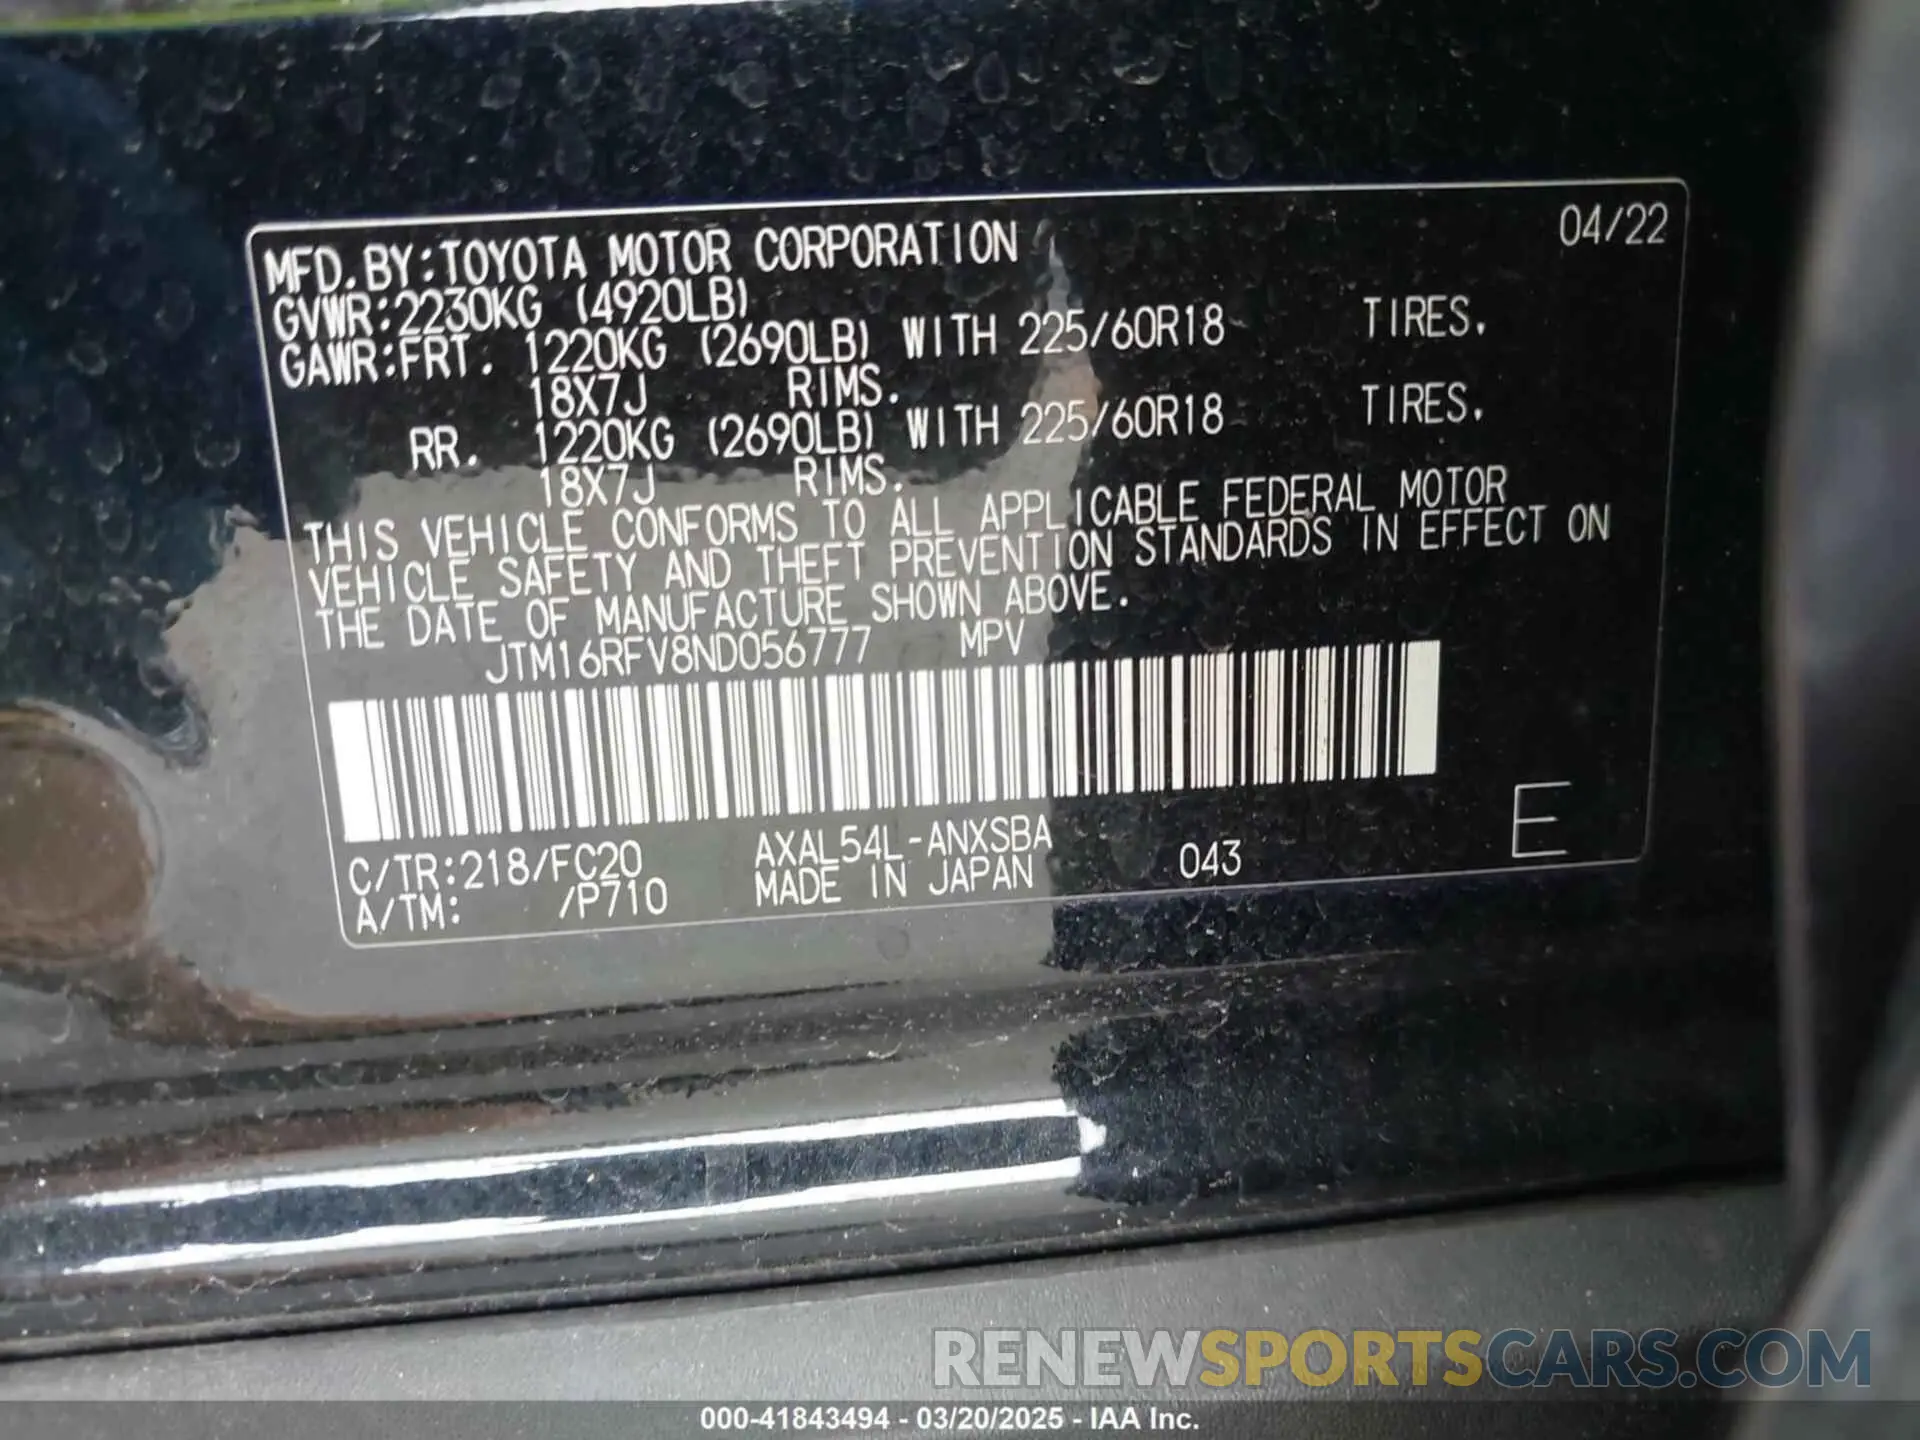 04/22
MFD.BY:TOYOTA MOTOR CORPORATION
GVWR:2230KG (4920LB)
GAWR:FRT. 1220KG (2690LB) WITH 225/60R18 TIRES.
18X7J RIMS.
RR. 1220KG (2690LB) WITH 225/60R18 TIRES.
18X7J RIMS.
THIS VEHICLE CONFORMS TO ALL APPLICABLE FEDERAL MOTOR
VEHICLE SAFETY AND THEFT PREVENTION STANDARDS IN EFFECT ON
THE DATE OF MANUFACTURE SHOWN ABOVE.
JTM16RFV8ND056777 MPV
C/TR:218/FC20 AXAL54L-ANXSBA 043 E
A/TM: /P710 MADE IN JAPAN
RENEWSPORTSCARS.COM
000-41843494 - 03/20/2025 - IAA Inc.